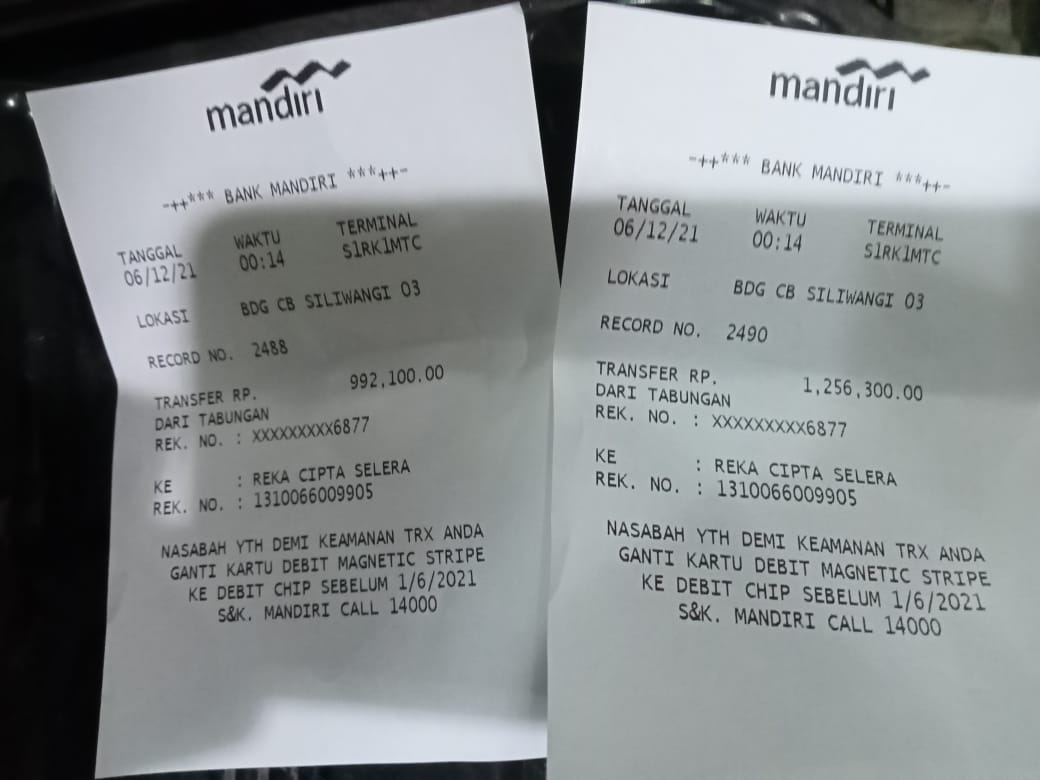 mandiri
-++*** BANK MANDIRI ***++-
TANGGAL WAKTU TERMINAL
06/12/21 00:14 S1RK1MTC
LOKASI BDG CB SILIWANGI 03
RECORD NO. 2488
TRANSFER RP. 992,100.00
DARI TABUNGAN
REK. NO. : XXXXXXXXX6877
KE : REKA CIPTA SELERA
REK. NO. : 1310066009905
NASABAH YTH DEMI KEAMANAN TRX ANDA
GANTI KARTU DEBIT MAGNETIC STRIPE
KE DEBIT CHIP SEBELUM 1/6/2021
S&K. MANDIRI CALL 14000
mandiri
-++*** BANK MANDIRI ***++-
TANGGAL WAKTU TERMINAL
06/12/21 00:14 S1RK1MTC
LOKASI BDG CB SILIWANGI 03
RECORD NO. 2490
TRANSFER RP. 1,256,300.00
DARI TABUNGAN
REK. NO. : XXXXXXXXX6877
KE : REKA CIPTA SELERA
REK. NO. : 1310066009905
NASABAH YTH DEMI KEAMANAN TRX ANDA
GANTI KARTU DEBIT MAGNETIC STRIPE
KE DEBIT CHIP SEBELUM 1/6/2021
S&K. MANDIRI CALL 14000